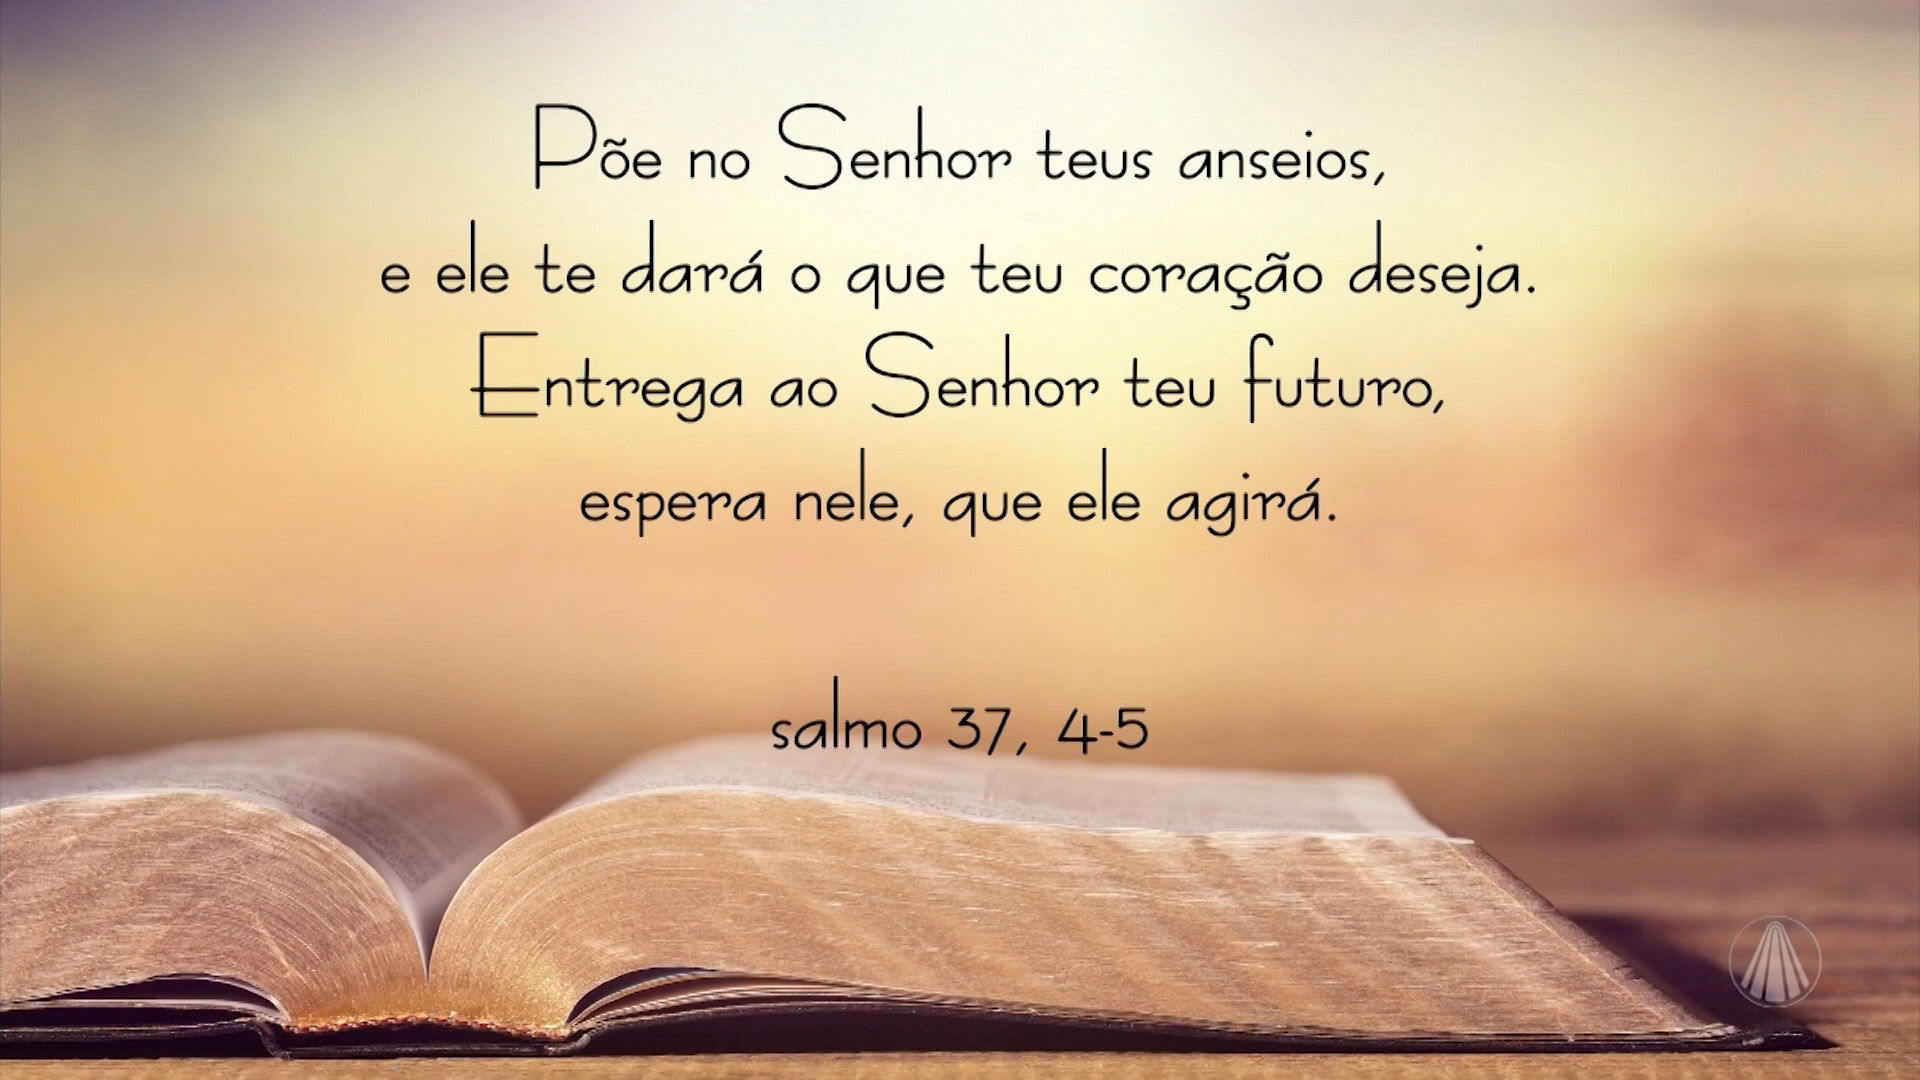 Põe no Senhor teus anseios,
e ele te dará o que teu coração deseja.
Entrega ao Senhor teu futuro,
espera nele, que ele agirá.
salmo 37, 4-5